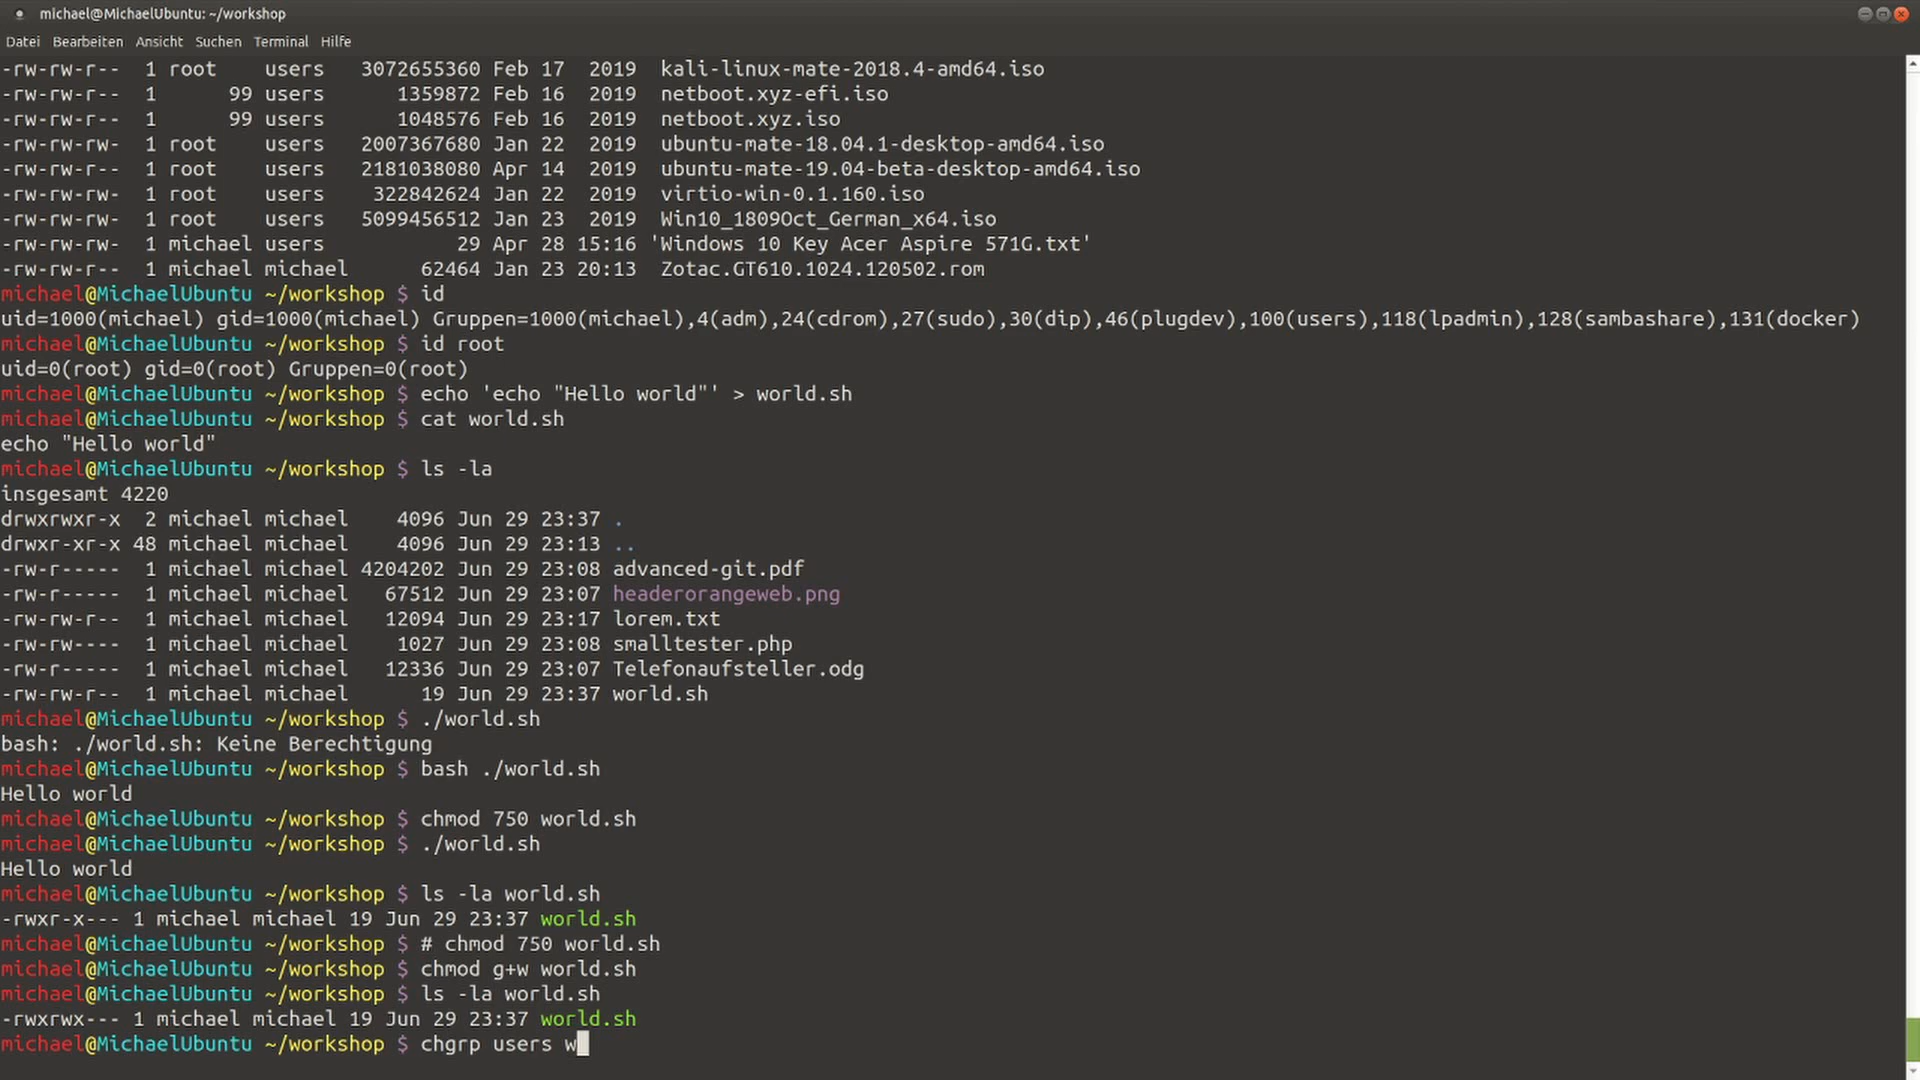 michael@MichaelUbuntu: ~/workshop
Datei Bearbeiten Ansicht Suchen Terminal Hilfe
-rw-rw-r-- 1 root users 3072655360 Feb 17 2019 kali-linux-mate-2018.4-amd64.iso
-rw-rw-r-- 1 99 users 1359872 Feb 16 2019 netboot.xyz-efi.iso
-rw-rw-r-- 1 99 users 1048576 Feb 16 2019 netboot.xyz.iso
-rw-rw-rw- 1 root users 2007367680 Jan 22 2019 ubuntu-mate-18.04.1-desktop-amd64.iso
-rw-rw-r-- 1 root users 2181038080 Apr 14 2019 ubuntu-mate-19.04-beta-desktop-amd64.iso
-rw-rw-rw- 1 root users 322842624 Jan 22 2019 virtio-win-0.1.160.iso
-rw-rw-rw- 1 root users 5099456512 Jan 23 2019 Win10_1809Oct_German_x64.iso
-rw-rw-rw- 1 michael users 29 Apr 28 15:16 'Windows 10 Key Acer Aspire 571G.txt'
-rw-rw-r-- 1 michael michael 62464 Jan 23 20:13 Zotac.GT610.1024.120502.rom
michael@MichaelUbuntu ~/workshop $ id
uid=1000(michael) gid=1000(michael) Gruppen=1000(michael),4(adm),24(cdrom),27(sudo),30(dip),46(plugdev),100(users),118(lpadmin),128(sambashare),131(docker)
michael@MichaelUbuntu ~/workshop $ id root
uid=0(root) gid=0(root) Gruppen=0(root)
michael@MichaelUbuntu ~/workshop $ echo 'echo "Hello world"' > world.sh
michael@MichaelUbuntu ~/workshop $ cat world.sh
echo "Hello world"
michael@MichaelUbuntu ~/workshop $ ls -la
insgesamt 4220
drwxrwxr-x 2 michael michael 4096 Jun 29 23:37 .
drwxr-xr-x 48 michael michael 4096 Jun 29 23:13 ..
-rw-r----- 1 michael michael 4204202 Jun 29 23:08 advanced-git.pdf
-rw-r----- 1 michael michael 67512 Jun 29 23:07 headerorangeweb.png
-rw-rw-r-- 1 michael michael 12094 Jun 29 23:17 lorem.txt
-rw-rw---- 1 michael michael 1027 Jun 29 23:08 smalltester.php
-rw-r----- 1 michael michael 12336 Jun 29 23:07 Telefonaufsteller.odg
-rw-rw-r-- 1 michael michael 19 Jun 29 23:37 world.sh
michael@MichaelUbuntu ~/workshop $ ./world.sh
bash: ./world.sh: Keine Berechtigung
michael@MichaelUbuntu ~/workshop $ bash ./world.sh
Hello world
michael@MichaelUbuntu ~/workshop $ chmod 750 world.sh
michael@MichaelUbuntu ~/workshop $ ./world.sh
Hello world
michael@MichaelUbuntu ~/workshop $ ls -la world.sh
-rwxr-x--- 1 michael michael 19 Jun 29 23:37 world.sh
michael@MichaelUbuntu ~/workshop $ # chmod 750 world.sh
michael@MichaelUbuntu ~/workshop $ chmod g+w world.sh
michael@MichaelUbuntu ~/workshop $ ls -la world.sh
-rwxrwx--- 1 michael michael 19 Jun 29 23:37 world.sh
michael@MichaelUbuntu ~/workshop $ chgrp users w